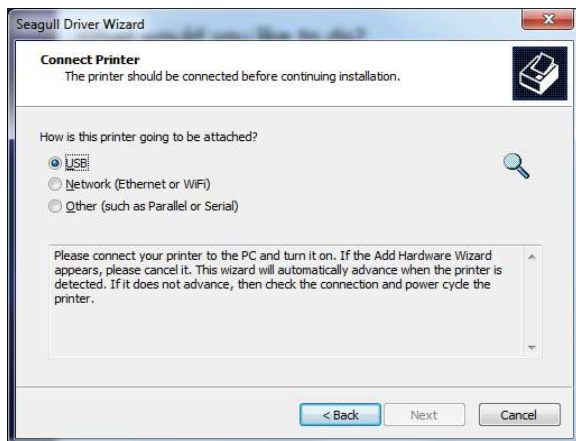 Seagull Driver Wizard
Connect Printer
The printer should be connected before continuing installation.
How is this printer going to be attached?
USB
Network (Ethernet or WiFi)
Other (such as Parallel or Serial)
Please connect your printer to the PC and turn it on. If the Add Hardware Wizard
appears, please cancel it. This wizard will automatically advance when the printer is
detected. If it does not advance, then check the connection and power cycle the
printer.
< Back
Next
Cancel